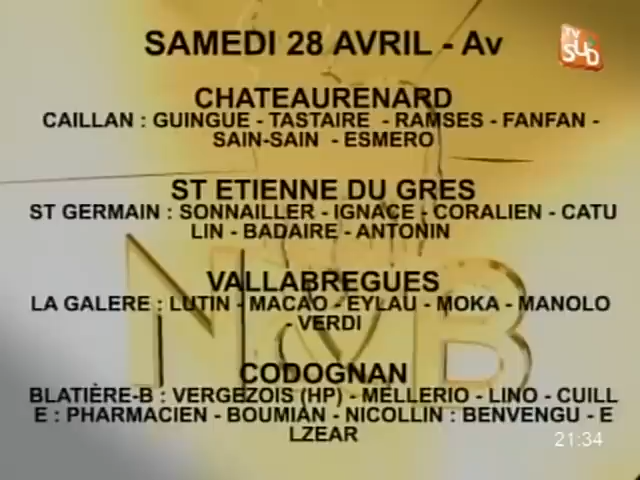 SAMEDI 28 AVRIL - Av
TV SUD
CHATEAURENARD
CAILLAN : GUINGUE - TASTAIRE - RAMSES - FANFAN -
SAIN-SAIN - ESMERO
ST ETIENNE DU GRES
ST GERMAIN : SONNAILLER - IGNACE - CORALIEN - CATU
LIN - BADAIRE - ANTONIN
VALLABREGUES
LA GALERE : LUTIN - MACAO - EYLAU - MOKA - MANOLO
- VERDI
N B
CODOGNAN
BLATIÈRE-B : VERGEZOIS (HP) - MELLERIO - LINO - CUILL
E : PHARMACIEN - BOUMIAN - NICOLLIN : BENVENGU - E
LZEAR
21:34